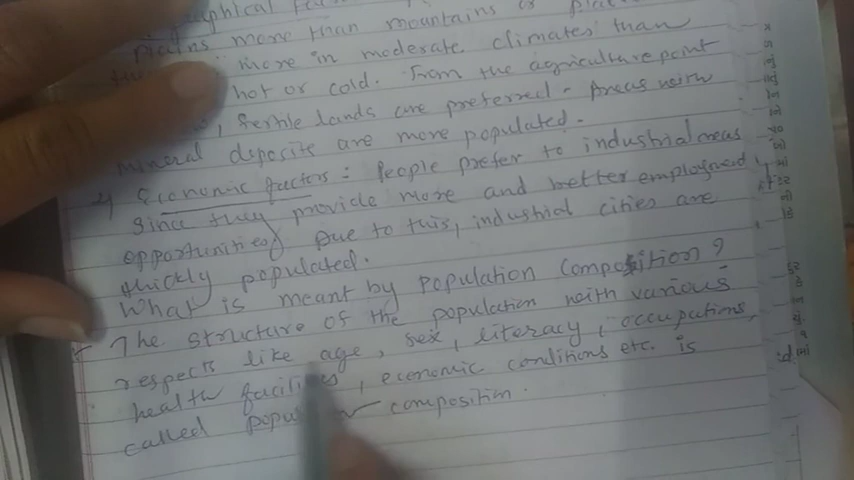 plains more than mountains or
more in moderate climates than
hot or cold. From the agriculture point
, fertile lands are preferred. Areas with
mineral deposits are more populated.
2) Economic factors: People prefer to industrial areas
since they provide more and better employment
opportunities. Due to this, industrial cities are
thickly populated.
What is meant by population composition?
The structure of the population with various
respects like age, sex, literacy, occupations,
health facilities, economic conditions etc. is
called composition.